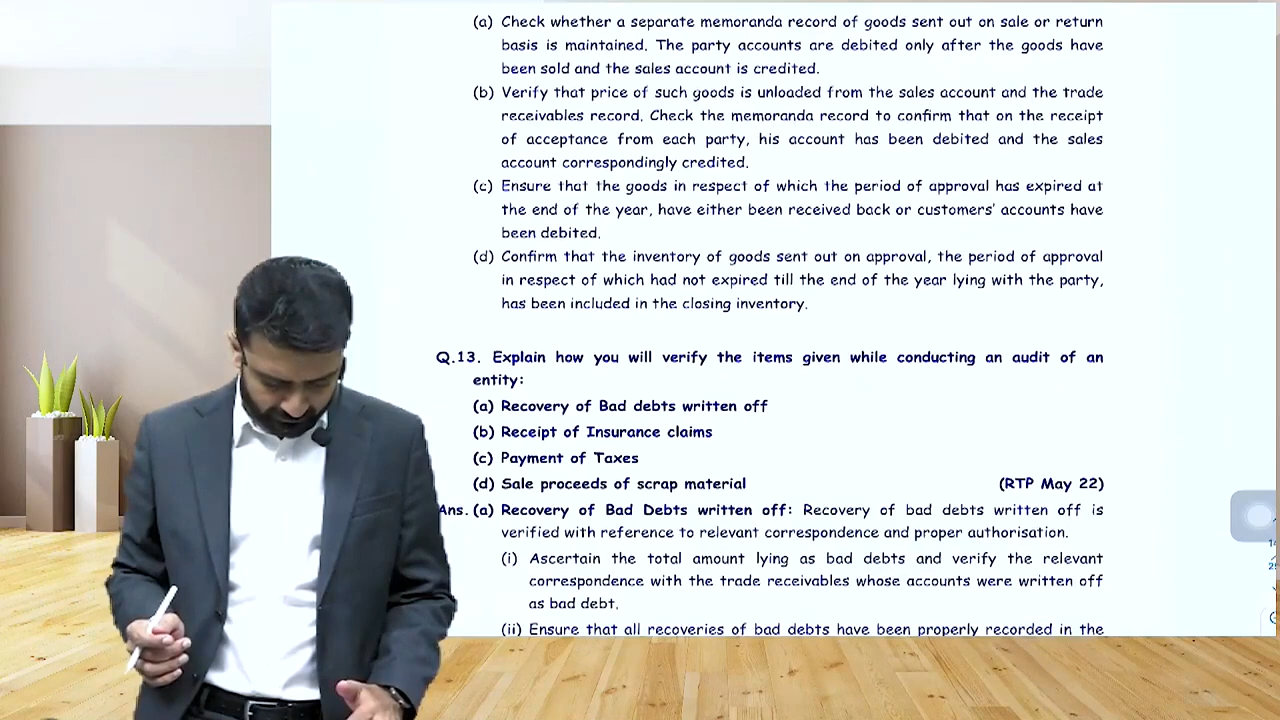 (a) Check whether a separate memoranda record of goods sent out on sale or return
basis is maintained. The party accounts are debited only after the goods have
been sold and the sales account is credited.
(b) Verify that price of such goods is unloaded from the sales account and the trade
receivables record. Check the memoranda record to confirm that on the receipt
of acceptance from each party, his account has been debited and the sales
account correspondingly credited.
(c) Ensure that the goods in respect of which the period of approval has expired at
the end of the year, have either been received back or customers' accounts have
been debited.
(d) Confirm that the inventory of goods sent out on approval, the period of approval
in respect of which had not expired till the end of the year lying with the party,
has been included in the closing inventory.
Q.13. Explain how you will verify the items given while conducting an audit of an
entity:
(a) Recovery of Bad debts written off
(b) Receipt of Insurance claims
(c) Payment of Taxes
(d) Sale proceeds of scrap material (RTP May 22)
Ans. (a) Recovery of Bad Debts written off: Recovery of bad debts written off is
verified with reference to relevant correspondence and proper authorisation.
(i) Ascertain the total amount lying as bad debts and verify the relevant
correspondence with the trade receivables whose accounts were written off
as bad debt.
(ii) Ensure that all recoveries of bad debts have been properly recorded in the